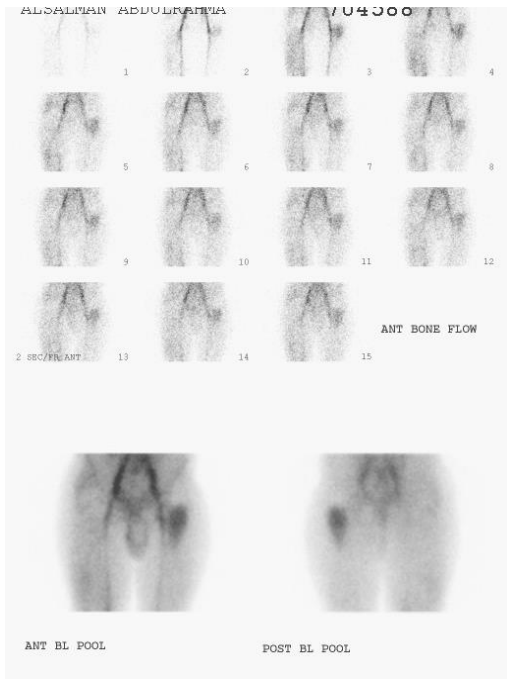 ALSALMAN ABDULRAHMA 704588
1 2 3 4
5 6 7 8
9 10 11 12
2 SEC/FR ANT 13 14 15
ANT BONE FLOW
ANT BL POOL
POST BL POOL